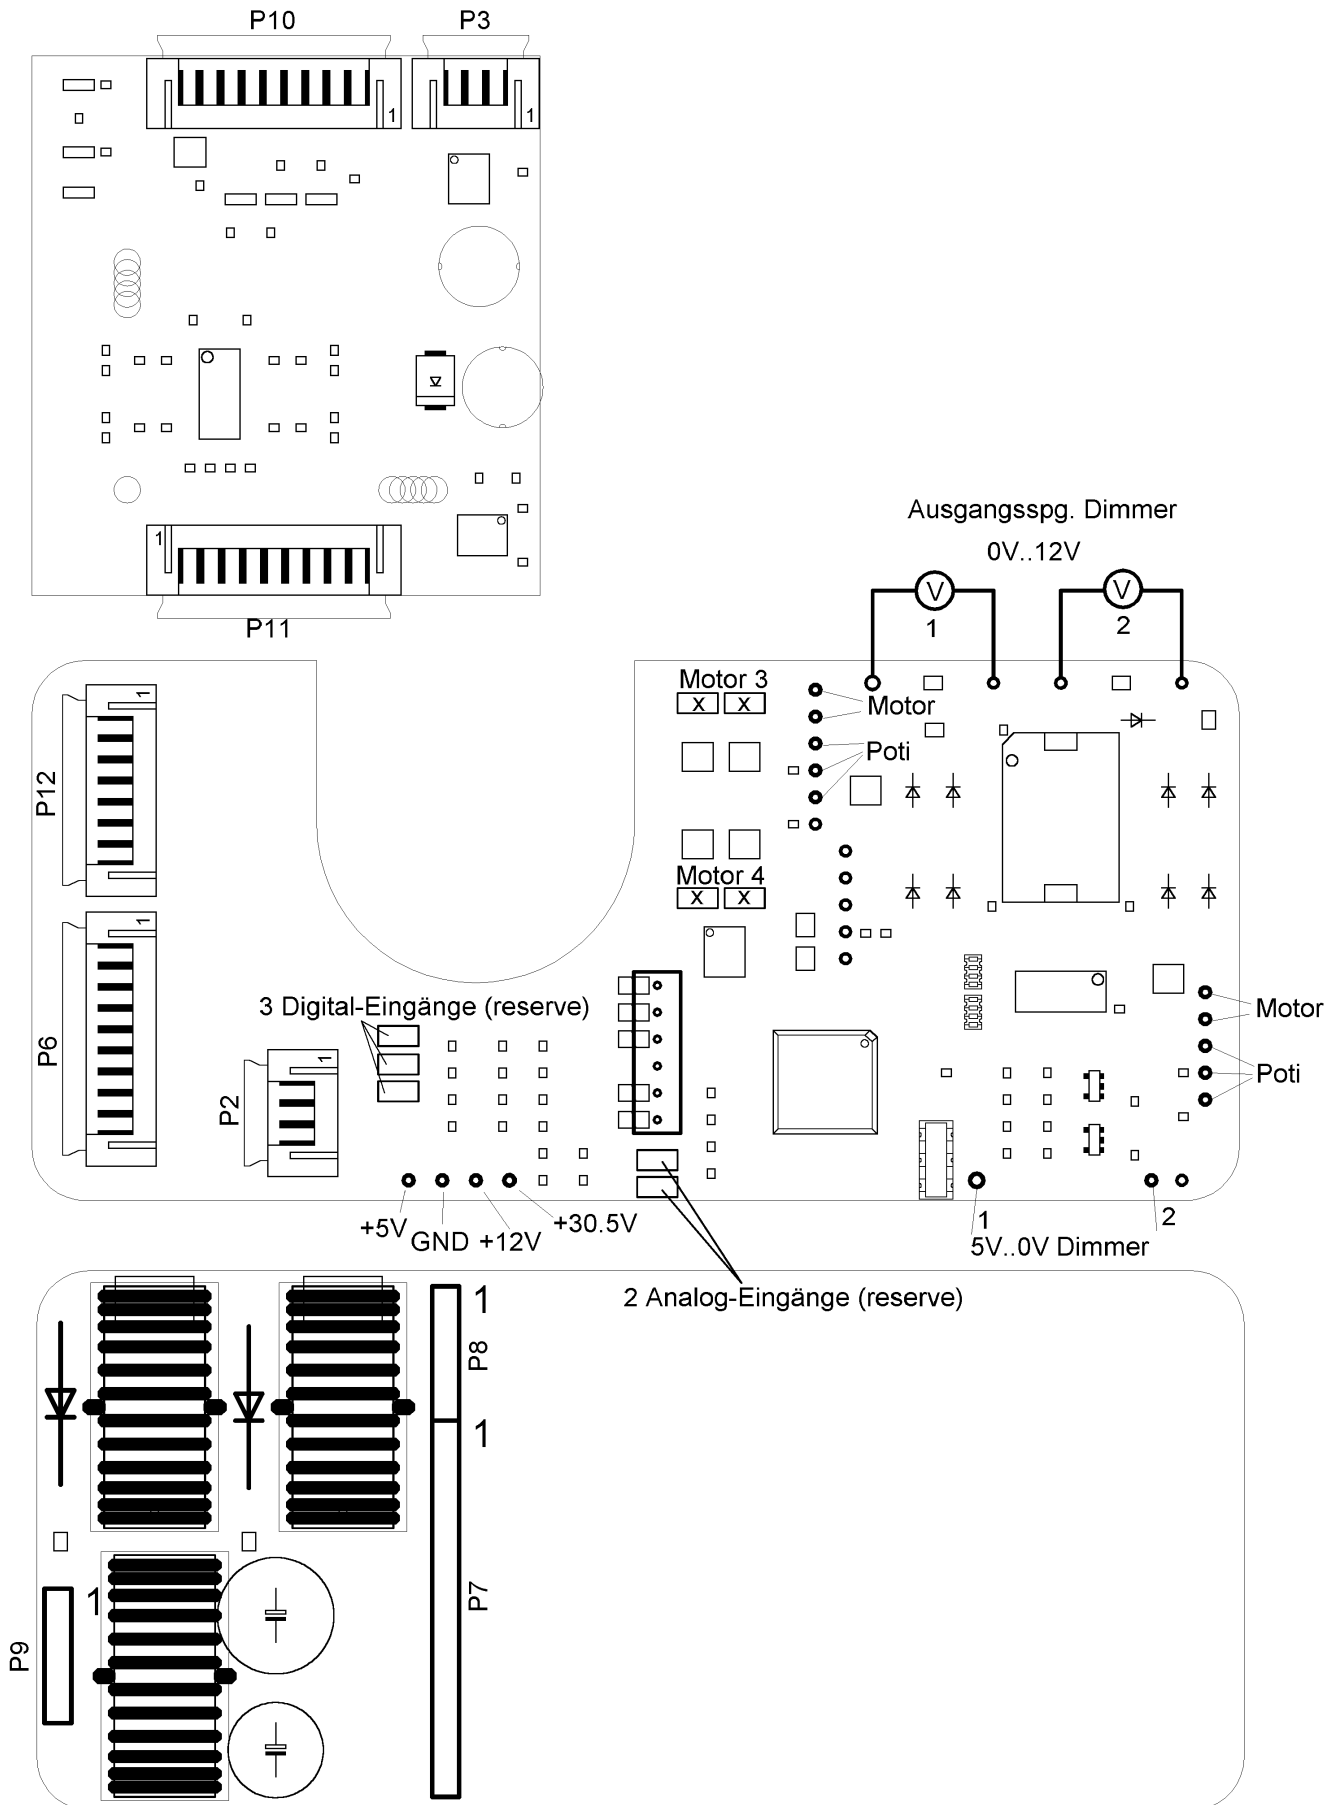 P10
P3
1
1
1
P11
Ausgangsspg. Dimmer
0V..12V
V
V
1
2
Motor 3
x x
Motor
Poti
1
P12
Motor 4
x x
1
P6
3 Digital-Eingänge (reserve)
Motor
Poti
1
P2
+5V
GND
+12V
+30.5V
1
2
5V..0V Dimmer
2 Analog-Eingänge (reserve)
1
P8
1
P7
1
P9